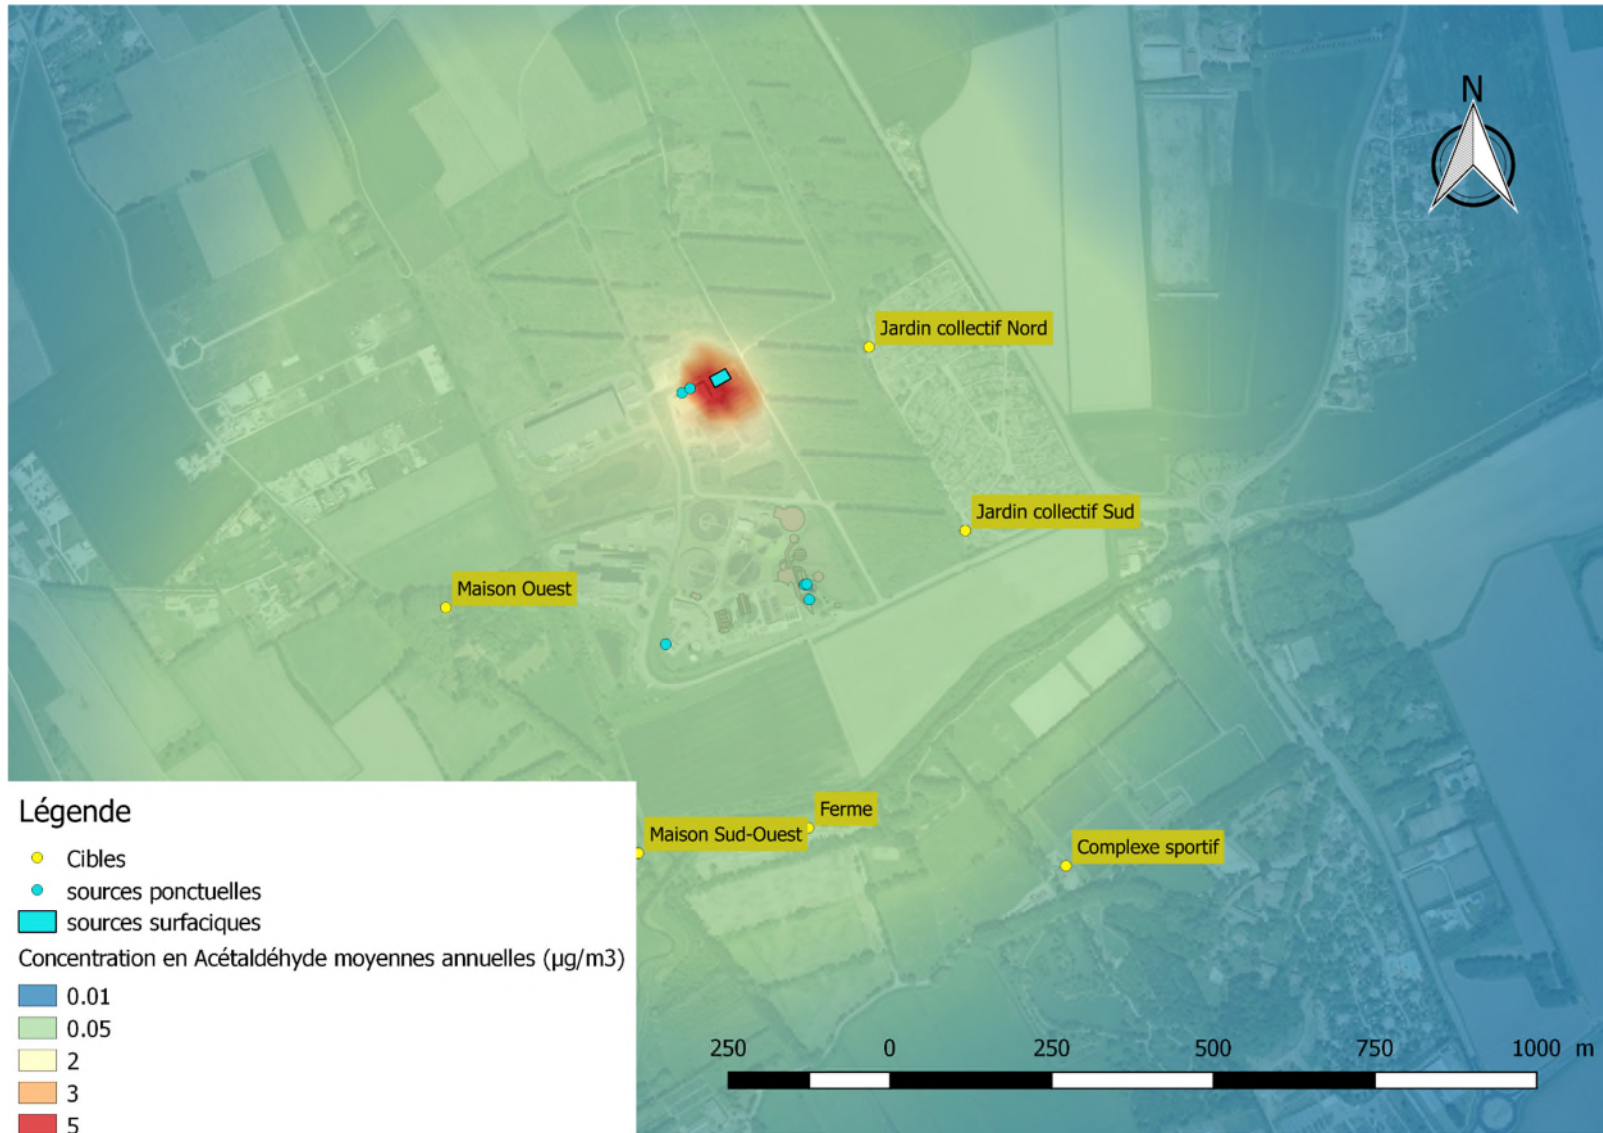 N
Jardin collectif Nord
Jardin collectif Sud
Maison Ouest
Ferme
Maison Sud-Ouest
Complexe sportif
Légende
Cibles
sources ponctuelles
sources surfaciques
Concentration en Acétaldéhyde moyennes annuelles (µg/m3)
0.01
0.05
2
3
5
250 0 250 500 750 1000 m